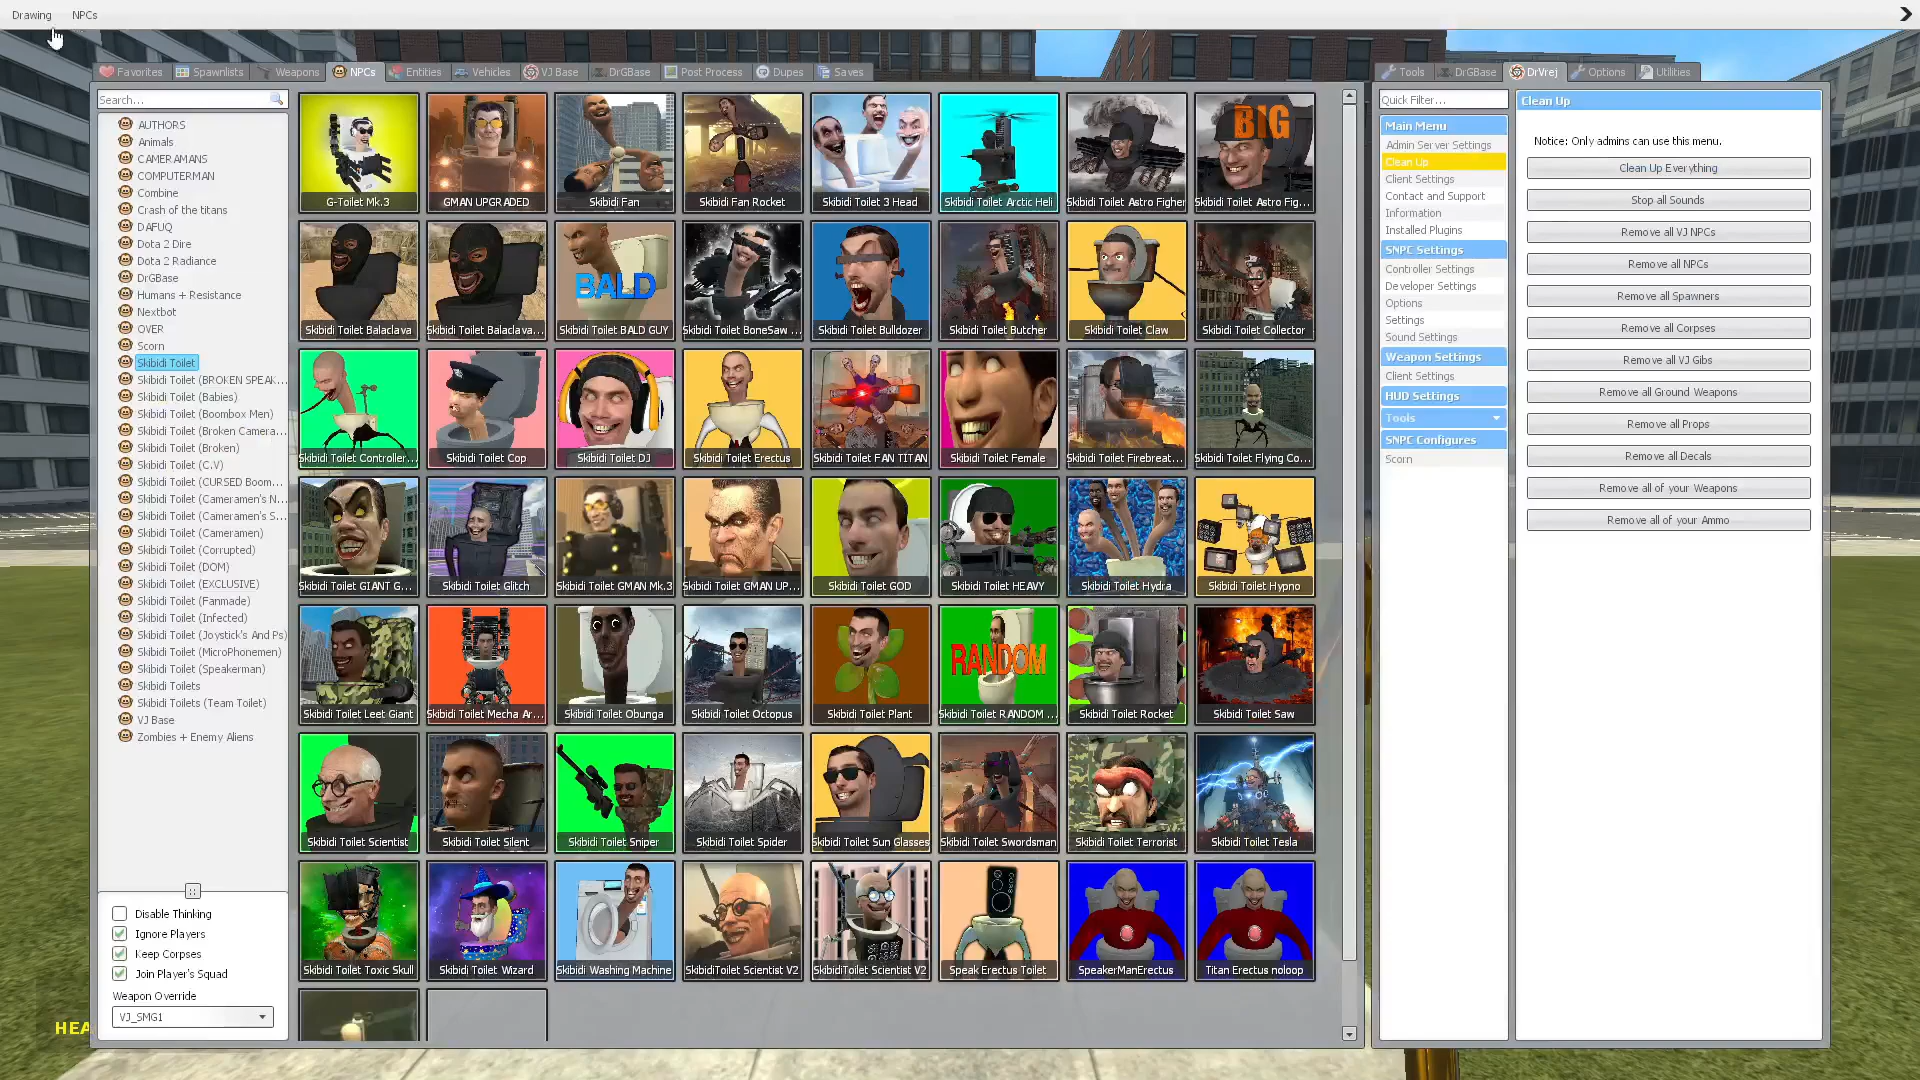 Drawing NPCs
Favorites Spawnlists Weapons NPCs Entities Vehicles VJ Base DrGBase Post Process Dupes Saves
Search...
AUTHORS
Animals
CAMERAMANS
COMPUTERMAN
Combine
Crash of the titans
DAFUQ
Dota 2 Dire
Dota 2 Radiance
DrGBase
Humans + Resistance
Nextbot
OVER
Scorn
Skibidi Toilet
Skibidi Toilet (BROKEN SPEAK...
Skibidi Toilet (Babies)
Skibidi Toilet (Boombox Men)
Skibidi Toilet (Broken Camera...
Skibidi Toilet (Broken)
Skibidi Toilet (C.V)
Skibidi Toilet (CURSED Boom...
Skibidi Toilet (Cameramen's N...
Skibidi Toilet (Cameramen's S...
Skibidi Toilet (Cameramen)
Skibidi Toilet (Corrupted)
Skibidi Toilet (DOM)
Skibidi Toilet (EXCLUSIVE)
Skibidi Toilet (Fanmade)
Skibidi Toilet (Infected)
Skibidi Toilet (Joystick's And Ps)
Skibidi Toilet (MicroPhonemen)
Skibidi Toilet (Speakerman)
Skibidi Toilets
Skibidi Toilets (Team Toilet)
VJ Base
Zombies + Enemy Aliens
Disable Thinking
Ignore Players
Keep Corpses
Join Player's Squad
Weapon Override
VJ_SMG1
HEA
G-Toilet Mk.3 GMAN UPGRADED Skibidi Fan Skibidi Fan Rocket Skibidi Toilet 3 Head Skibidi Toilet Arctic Heli Skibidi Toilet Astro Figher BIG Skibidi Toilet Astro Fig...
Skibidi Toilet Balaclava Skibidi Toilet Balaclava... BALD Skibidi Toilet BALD GUY Skibidi Toilet BoneSaw ... Skibidi Toilet Bulldozer Skibidi Toilet Butcher Skibidi Toilet Claw Skibidi Toilet Collector
Skibidi Toilet Controller... Skibidi Toilet Cop Skibidi Toilet DJ Skibidi Toilet Erectus Skibidi Toilet FAN TITAN Skibidi Toilet Female Skibidi Toilet Firebreat... Skibidi Toilet Flying Co...
Skibidi Toilet GIANT G... Skibidi Toilet Glitch Skibidi Toilet GMAN Mk.3 Skibidi Toilet GMAN UP... Skibidi Toilet GOD Skibidi Toilet HEAVY Skibidi Toilet Hydra Skibidi Toilet Hypno
Skibidi Toilet Leet Giant Skibidi Toilet Mecha Ar... Skibidi Toilet Obunga Skibidi Toilet Octopus Skibidi Toilet Plant RANDOM Skibidi Toilet RANDOM ... Skibidi Toilet Rocket Skibidi Toilet Saw
Skibidi Toilet Scientist Skibidi Toilet Silent Skibidi Toilet Sniper Skibidi Toilet Spider Skibidi Toilet Sun Glasses Skibidi Toilet Swordsman Skibidi Toilet Terrorist Skibidi Toilet Tesla
Skibidi Toilet Toxic Skull Skibidi Toilet Wizard Skibidi Washing Machine SkibidiToilet Scientist V2 SkibidiToilet Scientist V2 Speak Erectus Toilet SpeakerManErectus Titan Erectus noloop
Tools DrGBase DrVrej Options Utilities
Quick Filter...
Main Menu
Admin Server Settings
Clean Up
Client Settings
Contact and Support
Information
Installed Plugins
SNPC Settings
Controller Settings
Developer Settings
Options
Settings
Sound Settings
Weapon Settings
Client Settings
HUD Settings
Tools
SNPC Configures
Scorn
Clean Up
Notice: Only admins can use this menu.
Clean Up Everything
Stop all Sounds
Remove all VJ NPCs
Remove all NPCs
Remove all Spawners
Remove all Corpses
Remove all VJ Gibs
Remove all Ground Weapons
Remove all Props
Remove all Decals
Remove all of your Weapons
Remove all of your Ammo